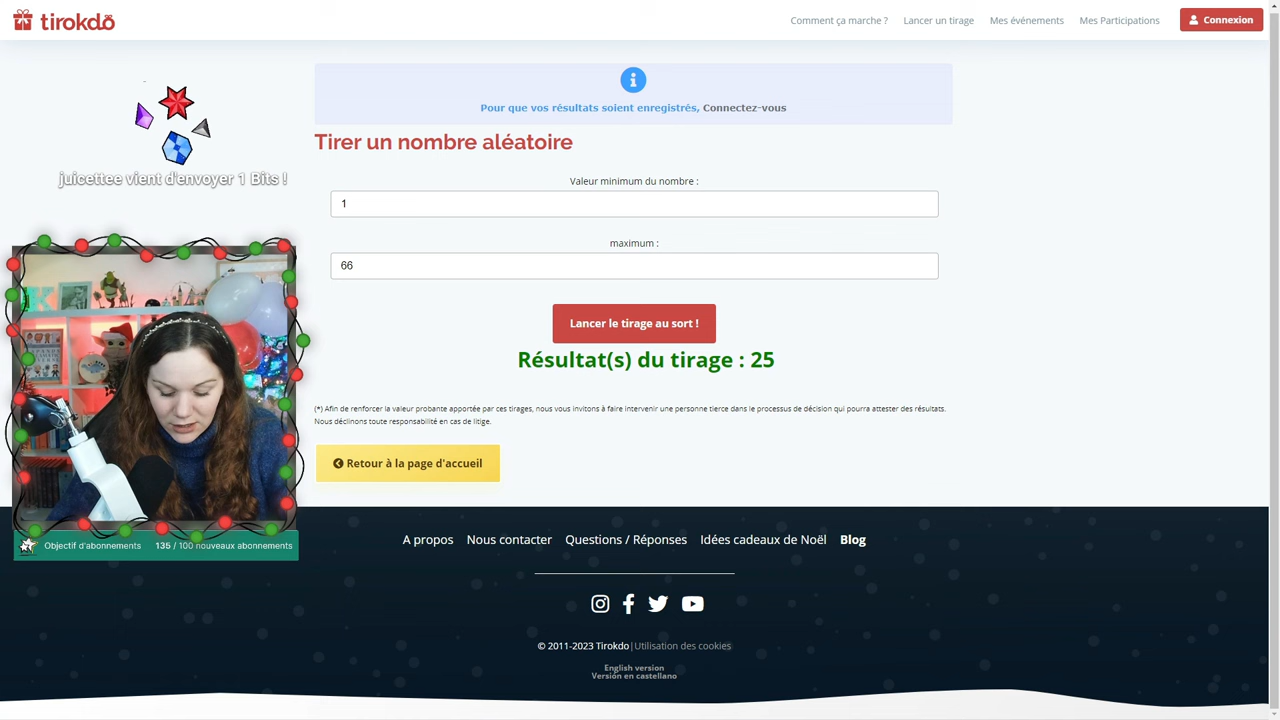 tirokdo
Comment ça marche ?
Lancer un tirage
Mes événements
Mes Participations
Connexion
Pour que vos résultats soient enregistrés, Connectez-vous
Tirer un nombre aléatoire
Valeur minimum du nombre :
1
maximum :
66
Lancer le tirage au sort !
Résultat(s) du tirage : 25
(*) Afin de renforcer la valeur probante apportée par ces tirages, nous vous invitons à faire intervenir une personne tierce dans le processus de décision qui pourra attester des résultats.
Nous déclinons toute responsabilité en cas de litige.
Retour à la page d'accueil
juicettee vient d'envoyer 1 Bits !
Objectif d'abonnements 135 / 100 nouveaux abonnements
A propos
Nous contacter
Questions / Réponses
Idées cadeaux de Noël
Blog
© 2011-2023 Tirokdo|Utilisation des cookies
English version
Versión en castellano